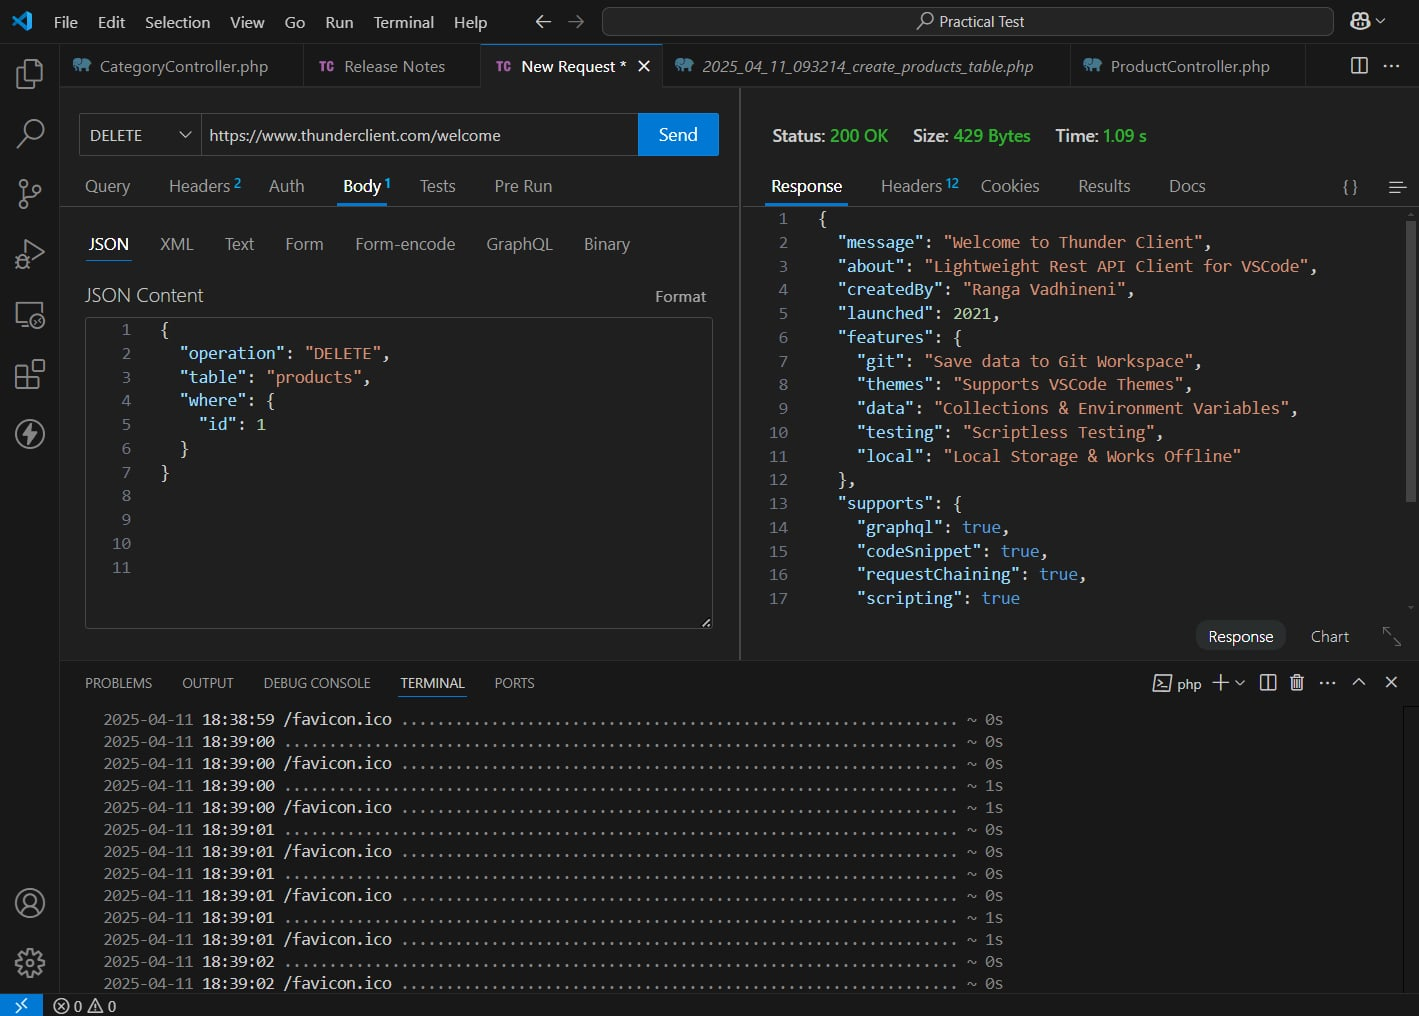 File Edit Selection View Go Run Terminal Help Practical Test
CategoryController.php TC Release Notes TC New Request * 2025_04_11_093214_create_products_table.php ProductController.php
DELETE https://www.thunderclient.com/welcome Send
Query Headers 2 Auth Body 1 Tests Pre Run
JSON XML Text Form Form-encode GraphQL Binary
JSON Content Format
1 {
2 "operation": "DELETE",
3 "table": "products",
4 "where": {
5 "id": 1
6 }
7 }
8
9
10
11
Status: 200 OK Size: 429 Bytes Time: 1.09 s
Response Headers 12 Cookies Results Docs { }
1 {
2 "message": "Welcome to Thunder Client",
3 "about": "Lightweight Rest API Client for VSCode",
4 "createdBy": "Ranga Vadhineni",
5 "launched": 2021,
6 "features": {
7 "git": "Save data to Git Workspace",
8 "themes": "Supports VSCode Themes",
9 "data": "Collections & Environment Variables",
10 "testing": "Scriptless Testing",
11 "local": "Local Storage & Works Offline"
12 },
13 "supports": {
14 "graphql": true,
15 "codeSnippet": true,
16 "requestChaining": true,
17 "scripting": true
Response Chart
PROBLEMS OUTPUT DEBUG CONSOLE TERMINAL PORTS php
2025-04-11 18:38:59 /favicon.ico .............................................................. ~ 0s
2025-04-11 18:39:00 ........................................................................... ~ 0s
2025-04-11 18:39:00 /favicon.ico .............................................................. ~ 0s
2025-04-11 18:39:00 ........................................................................... ~ 1s
2025-04-11 18:39:00 /favicon.ico .............................................................. ~ 1s
2025-04-11 18:39:01 ........................................................................... ~ 0s
2025-04-11 18:39:01 /favicon.ico .............................................................. ~ 0s
2025-04-11 18:39:01 ........................................................................... ~ 0s
2025-04-11 18:39:01 /favicon.ico .............................................................. ~ 0s
2025-04-11 18:39:01 ........................................................................... ~ 1s
2025-04-11 18:39:01 /favicon.ico .............................................................. ~ 1s
2025-04-11 18:39:02 ........................................................................... ~ 0s
2025-04-11 18:39:02 /favicon.ico .............................................................. ~ 0s
0 0